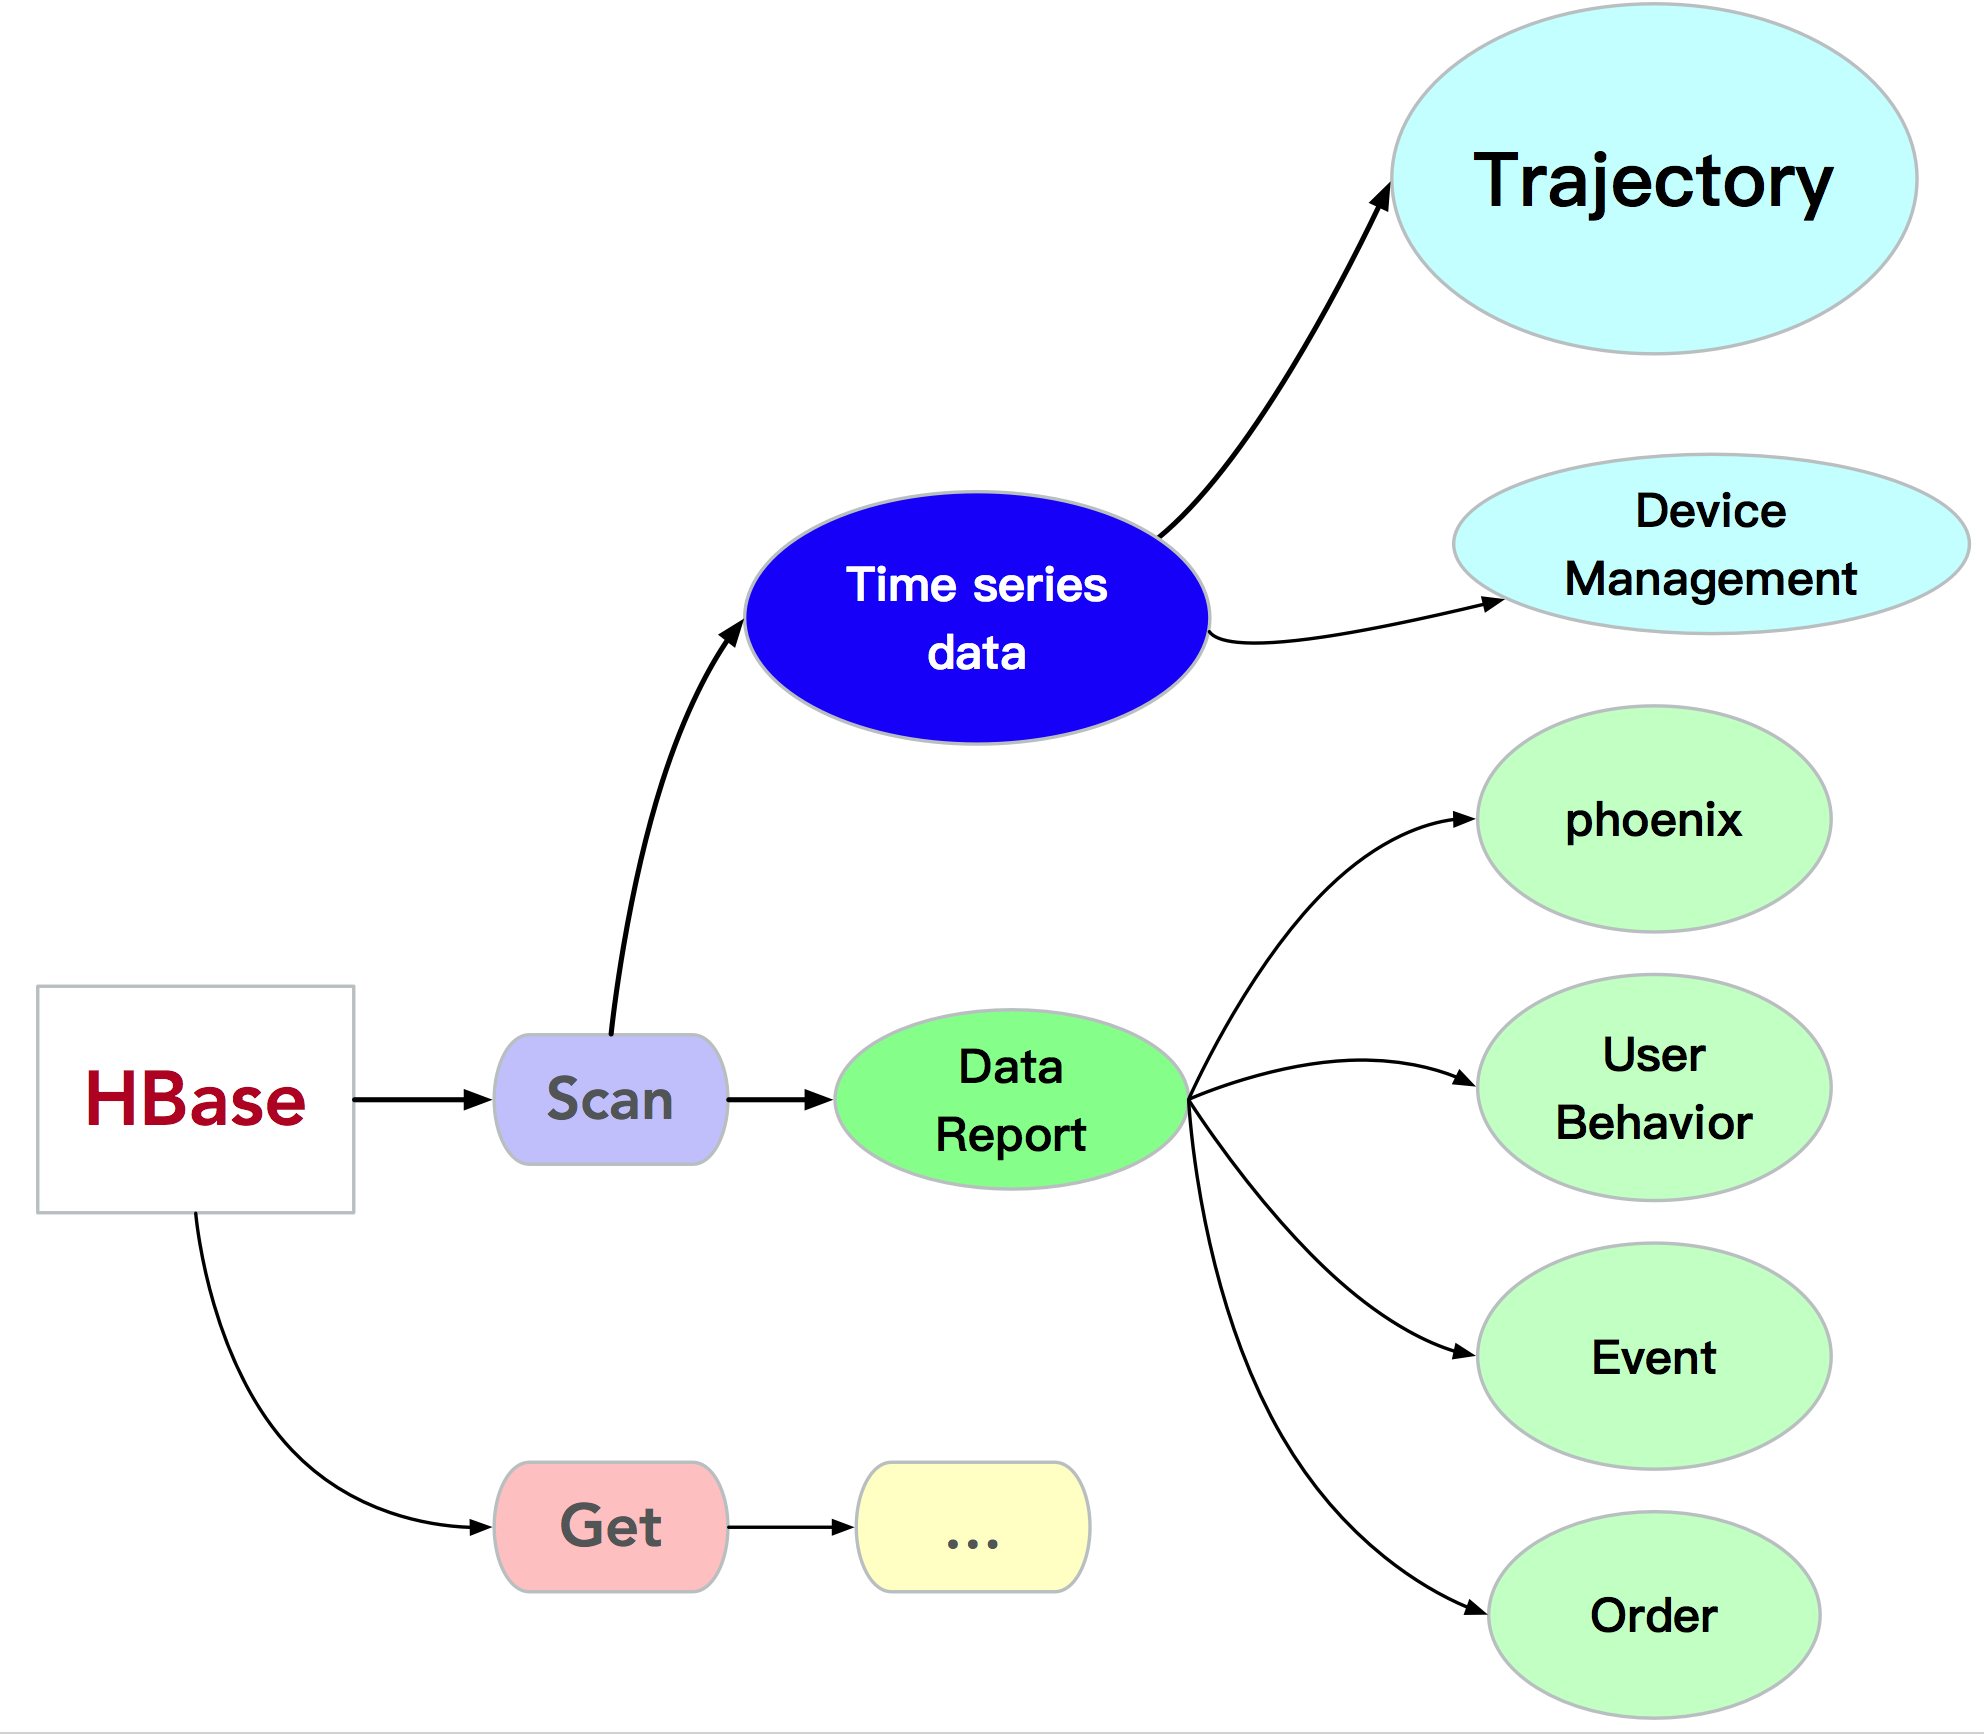 Trajectory
Device
Management
Time series
data
phoenix
User
Behavior
HBase
Scan
Data
Report
Event
Get
...
Order